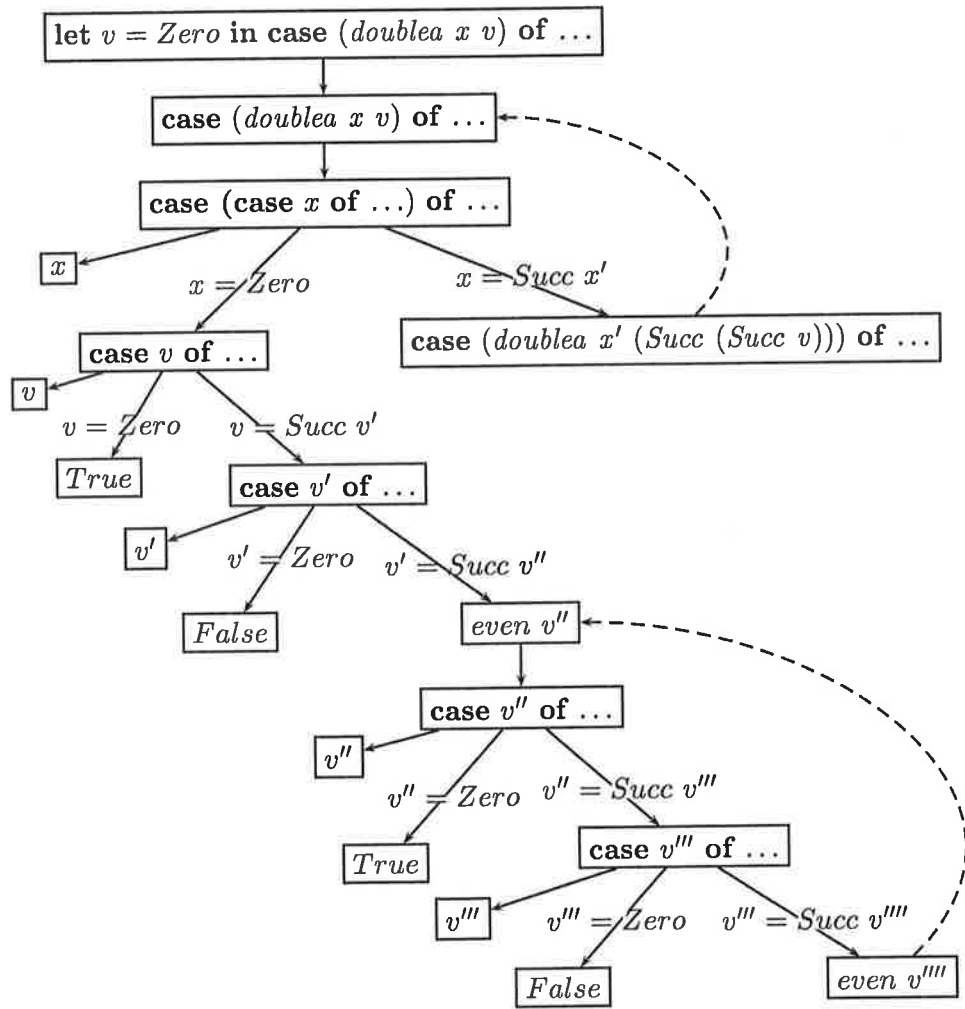 let v = Zero in case (doublea x v) of …
case (doublea x v) of …
case (case x of …) of …
x
x = Zero
x = Succ x′
case v of …
case (doublea x′ (Succ (Succ v))) of …
v
v = Zero
v = Succ v′
True
case v′ of …
v′
v′ = Zero
v′ = Succ v″
False
even v″
case v″ of …
v″
v″ = Zero
v″ = Succ v‴
True
case v‴ of …
v‴
v‴ = Zero
v‴ = Succ v⁗
False
even v⁗